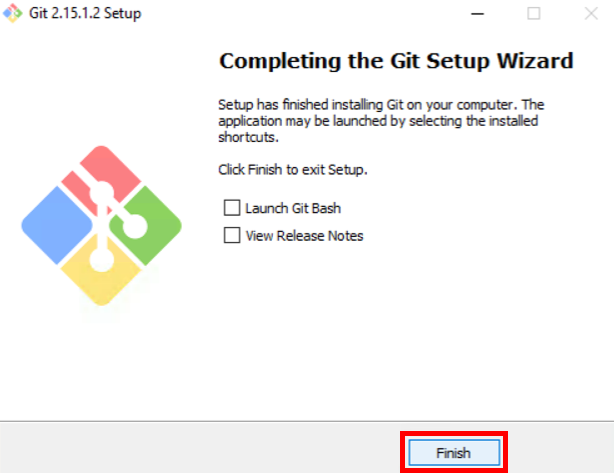 Git 2.15.1.2 Setup
Completing the Git Setup Wizard
Setup has finished installing Git on your computer. The
application may be launched by selecting the installed
shortcuts.
Click Finish to exit Setup.
Launch Git Bash
View Release Notes
Finish